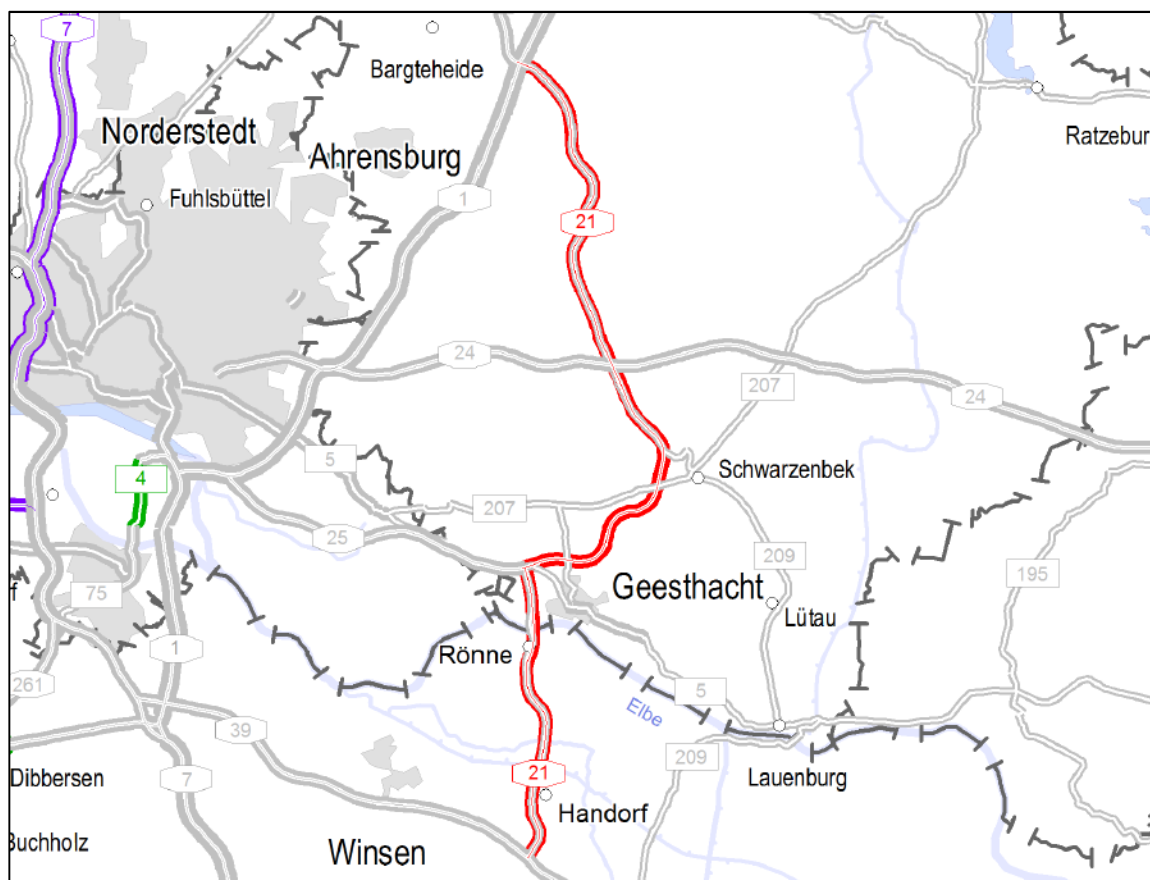 7
Bargteheide
Norderstedt
Ahrensburg
Ratzebur
Fuhlsbüttel
1
21
24
207
24
5
Schwarzenbek
4
207
25
209
Geesthacht
195
f
75
Lütau
1
Rönne
261
5
Elbe
39
209
21
Dibbersen
7
Lauenburg
Handorf
Buchholz
Winsen